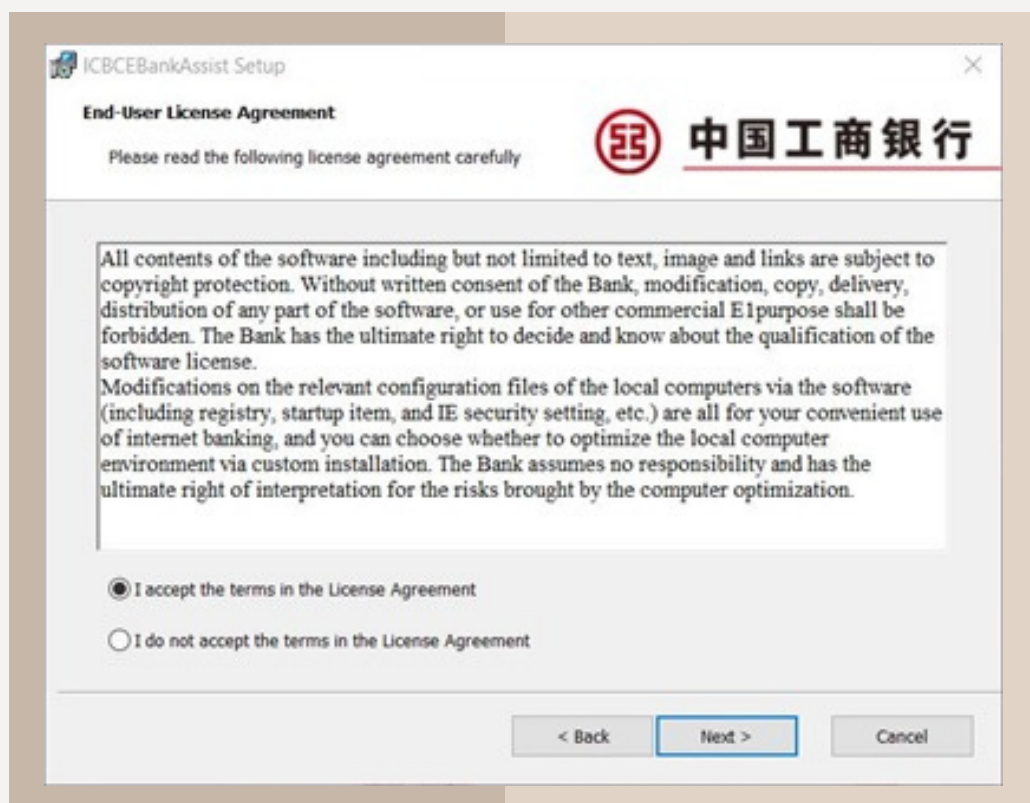 ICBCEBankAssist Setup
End-User License Agreement
Please read the following license agreement carefully
中国工商银行
All contents of the software including but not limited to text, image and links are subject to
copyright protection. Without written consent of the Bank, modification, copy, delivery,
distribution of any part of the software, or use for other commercial E1purpose shall be
forbidden. The Bank has the ultimate right to decide and know about the qualification of the
software license.
Modifications on the relevant configuration files of the local computers via the software
(including registry, startup item, and IE security setting, etc.) are all for your convenient use
of internet banking, and you can choose whether to optimize the local computer
environment via custom installation. The Bank assumes no responsibility and has the
ultimate right of interpretation for the risks brought by the computer optimization.
I accept the terms in the License Agreement
I do not accept the terms in the License Agreement
< Back Next > Cancel